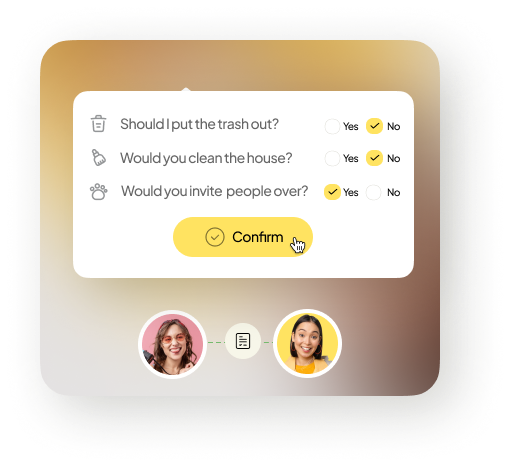 Should I put the trash out? Yes No
Would you clean the house? Yes No
Would you invite people over? Yes No
Confirm